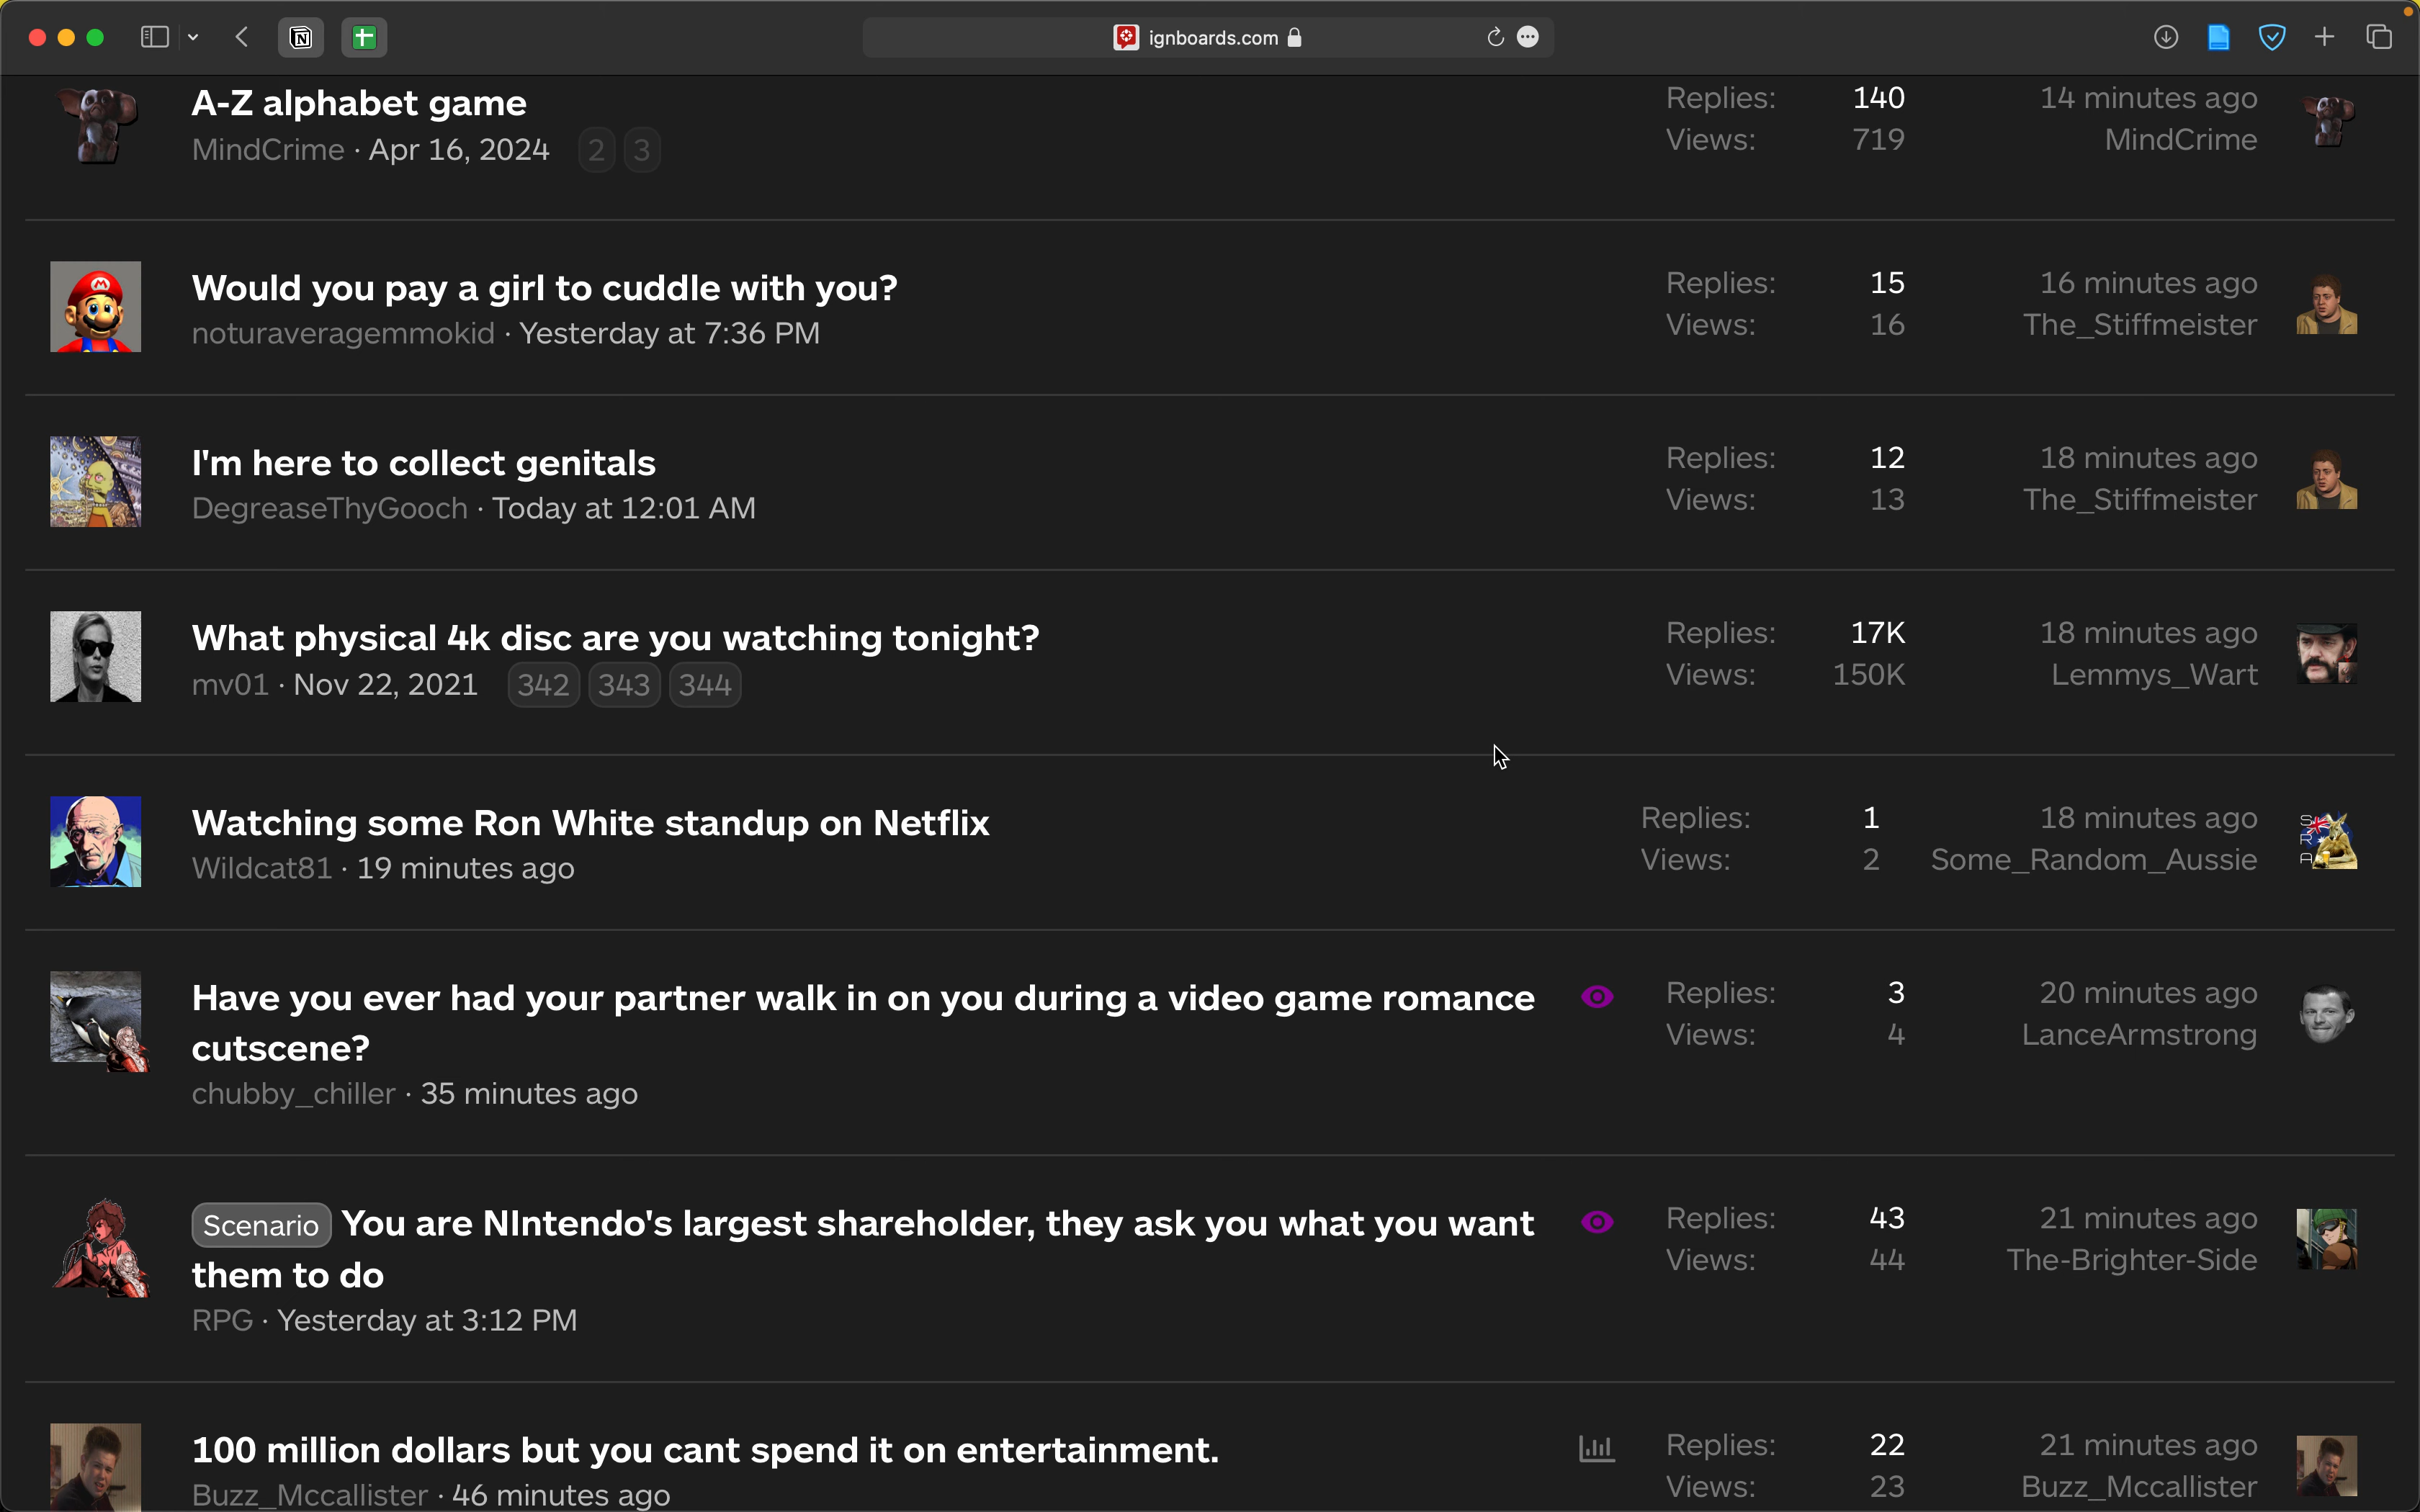 ignboards.com
A-Z alphabet game
MindCrime · Apr 16, 2024 2 3
Replies: 140
Views: 719
14 minutes ago
MindCrime
Would you pay a girl to cuddle with you?
noturaveragemmokid · Yesterday at 7:36 PM
Replies: 15
Views: 16
16 minutes ago
The_Stiffmeister
I'm here to collect genitals
DegreaseThyGooch · Today at 12:01 AM
Replies: 12
Views: 13
18 minutes ago
The_Stiffmeister
What physical 4k disc are you watching tonight?
mv01 · Nov 22, 2021 342 343 344
Replies: 17K
Views: 150K
18 minutes ago
Lemmys_Wart
Watching some Ron White standup on Netflix
Wildcat81 · 19 minutes ago
Replies: 1
Views: 2
18 minutes ago
Some_Random_Aussie
S
R
A
Have you ever had your partner walk in on you during a video game romance
cutscene?
chubby_chiller · 35 minutes ago
Replies: 3
Views: 4
20 minutes ago
LanceArmstrong
Scenario You are NIntendo's largest shareholder, they ask you what you want
them to do
RPG · Yesterday at 3:12 PM
Replies: 43
Views: 44
21 minutes ago
The-Brighter-Side
100 million dollars but you cant spend it on entertainment.
Buzz_Mccallister · 46 minutes ago
Replies: 22
Views: 23
21 minutes ago
Buzz_Mccallister